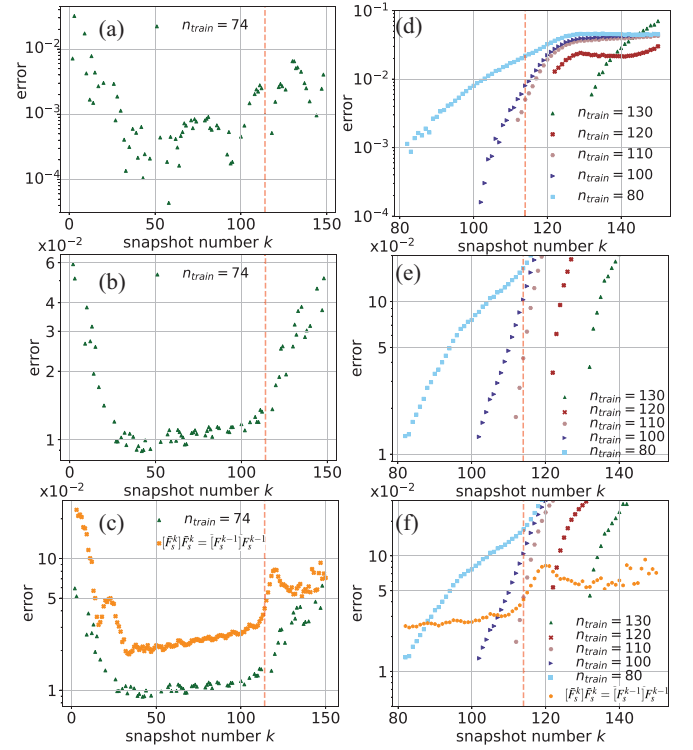 (a)
n_train = 74
10^-2
10^-3
10^-4
error
0 50 100 150
snapshot number k
(d)
10^0
10^-1
10^-2
10^-3
10^-4
error
n_train = 130
n_train = 120
n_train = 110
n_train = 100
n_train = 80
80 100 120 140
snapshot number k
x10^-2
(b)
n_train = 74
6
4
3
2
1
error
0 50 100 150
snapshot number k
(e)
10
5
1
error
n_train = 130
n_train = 120
n_train = 110
n_train = 100
n_train = 80
80 100 120 140
snapshot number k
x10^-2
(c)
n_train = 74
[F̄_s^k]F̄_s^k = [F_s^{k-1}]F_s^{k-1}
10
5
1
error
0 50 100 150
snapshot number k
x10^-2
(f)
10
5
1
error
n_train = 130
n_train = 120
n_train = 110
n_train = 100
n_train = 80
[F̄_s^k]F̄_s^k = [F_s^{k-1}]F_s^{k-1}
80 100 120 140
snapshot number k